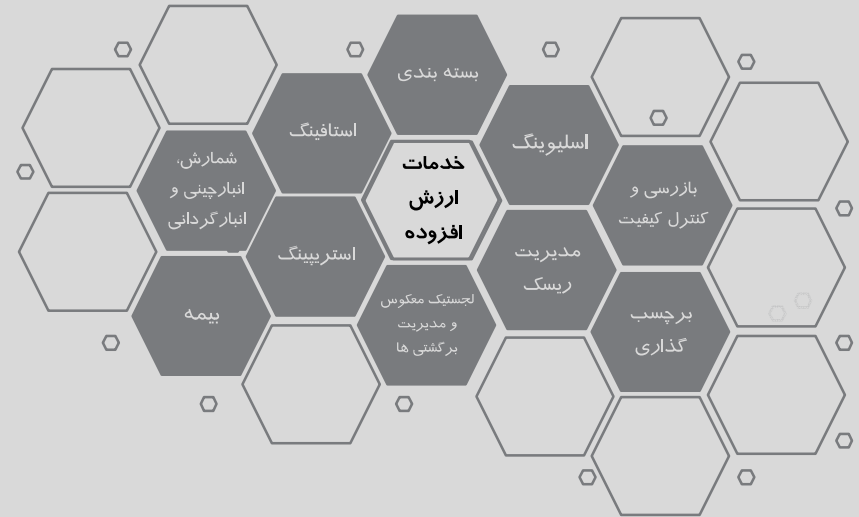 بسته بندی
استافینگ
اسلیوینگ
شمارش،
انبارچینی و
انبارگردانی
خدمات
ارزش
افزوده
بازرسی و
کنترل کیفیت
استریپینگ
مدیریت
ریسک
بیمه
لجستیک معکوس
و مدیریت
برگشتی ها
برچسب
گذاری